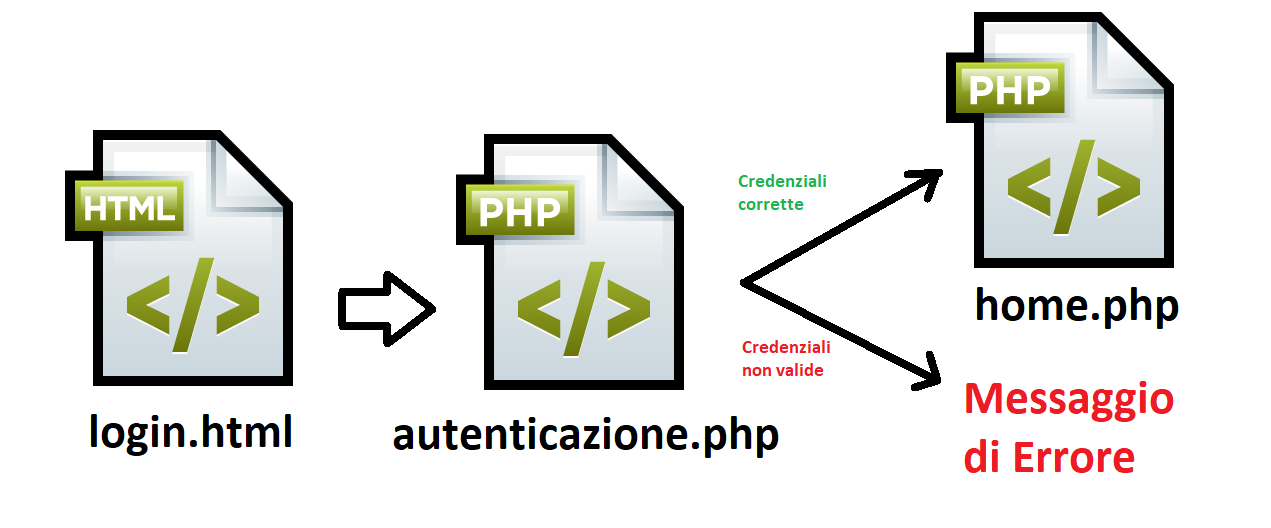 HTML
</>
login.html
PHP
</>
autenticazione.php
Credenziali
corrette
Credenziali
non valide
PHP
</>
home.php
Messaggio
di Errore